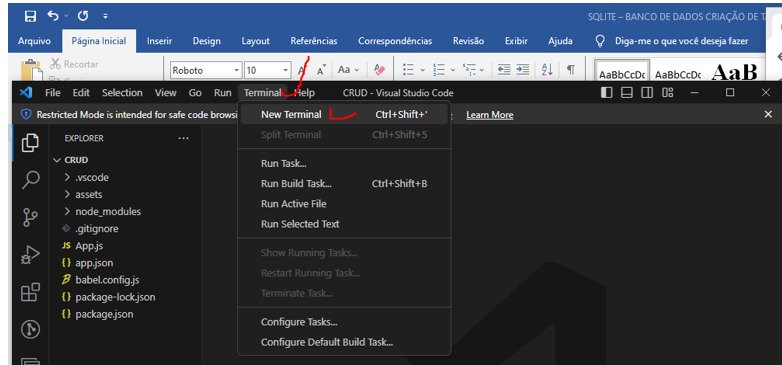 SQLITE – BANCO DE DADOS CRIAÇÃO DE TA
Arquivo Página Inicial Inserir Design Layout Referências Correspondências Revisão Exibir Ajuda Diga-me o que você deseja fazer
Recortar
Roboto 10 Aa AaBbCcDc AaBbCcDc AaB
File Edit Selection View Go Run Terminal Help CRUD - Visual Studio Code
Restricted Mode is intended for safe code browsi Learn More
EXPLORER
CRUD
.vscode
assets
node_modules
.gitignore
JS App.js
{} app.json
babel.config.js
{} package-lock.json
{} package.json
New Terminal Ctrl+Shift+'
Split Terminal Ctrl+Shift+5
Run Task...
Run Build Task... Ctrl+Shift+B
Run Active File
Run Selected Text
Show Running Tasks...
Restart Running Task...
Terminate Task...
Configure Tasks...
Configure Default Build Task...